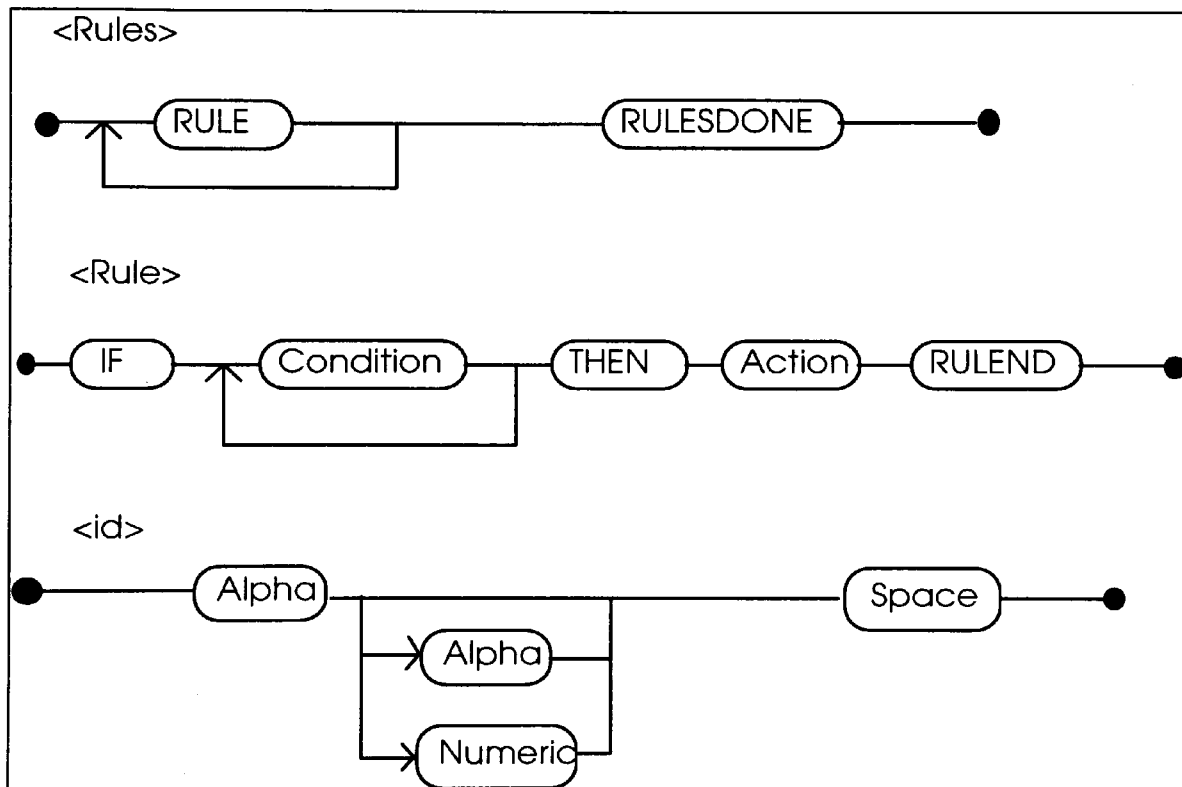 <Rules>
RULE RULESDONE
<Rule>
IF Condition THEN Action RULEND
<id>
Alpha Space
Alpha
Numeric